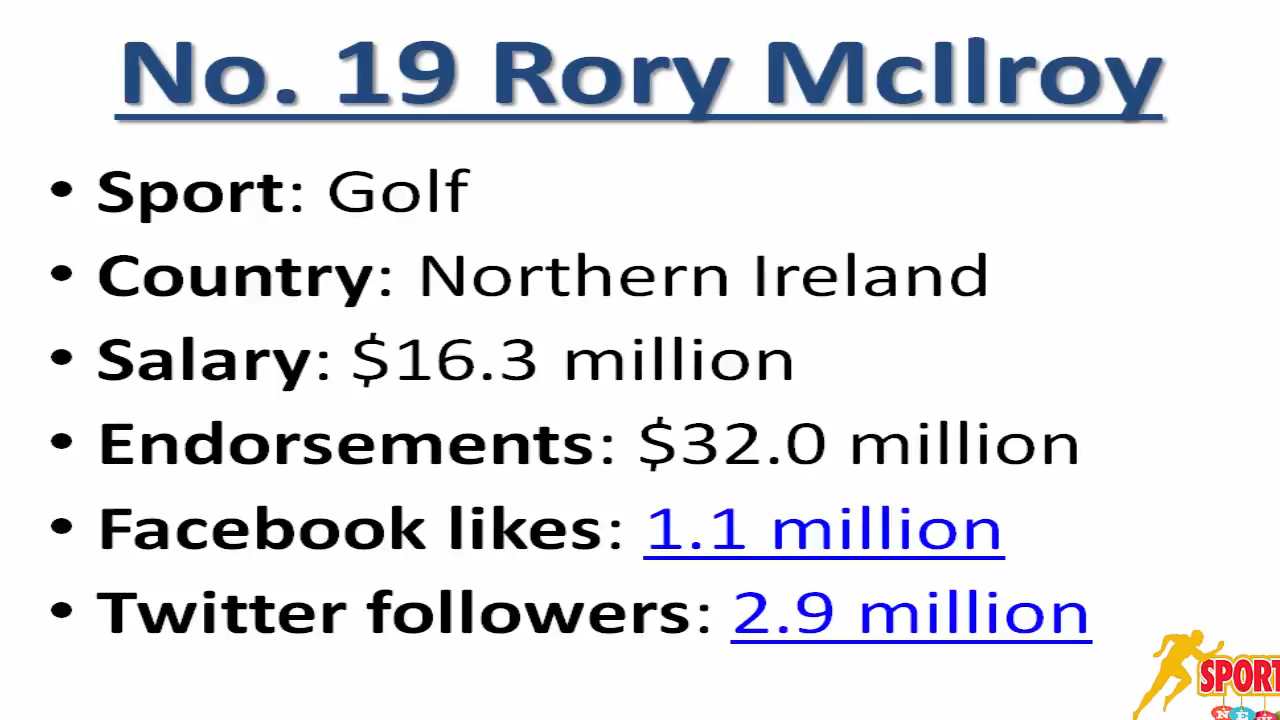 No. 19 Rory McIlroy
• Sport: Golf
• Country: Northern Ireland
• Salary: $16.3 million
• Endorsements: $32.0 million
• Facebook likes: 1.1 million
• Twitter followers: 2.9 million